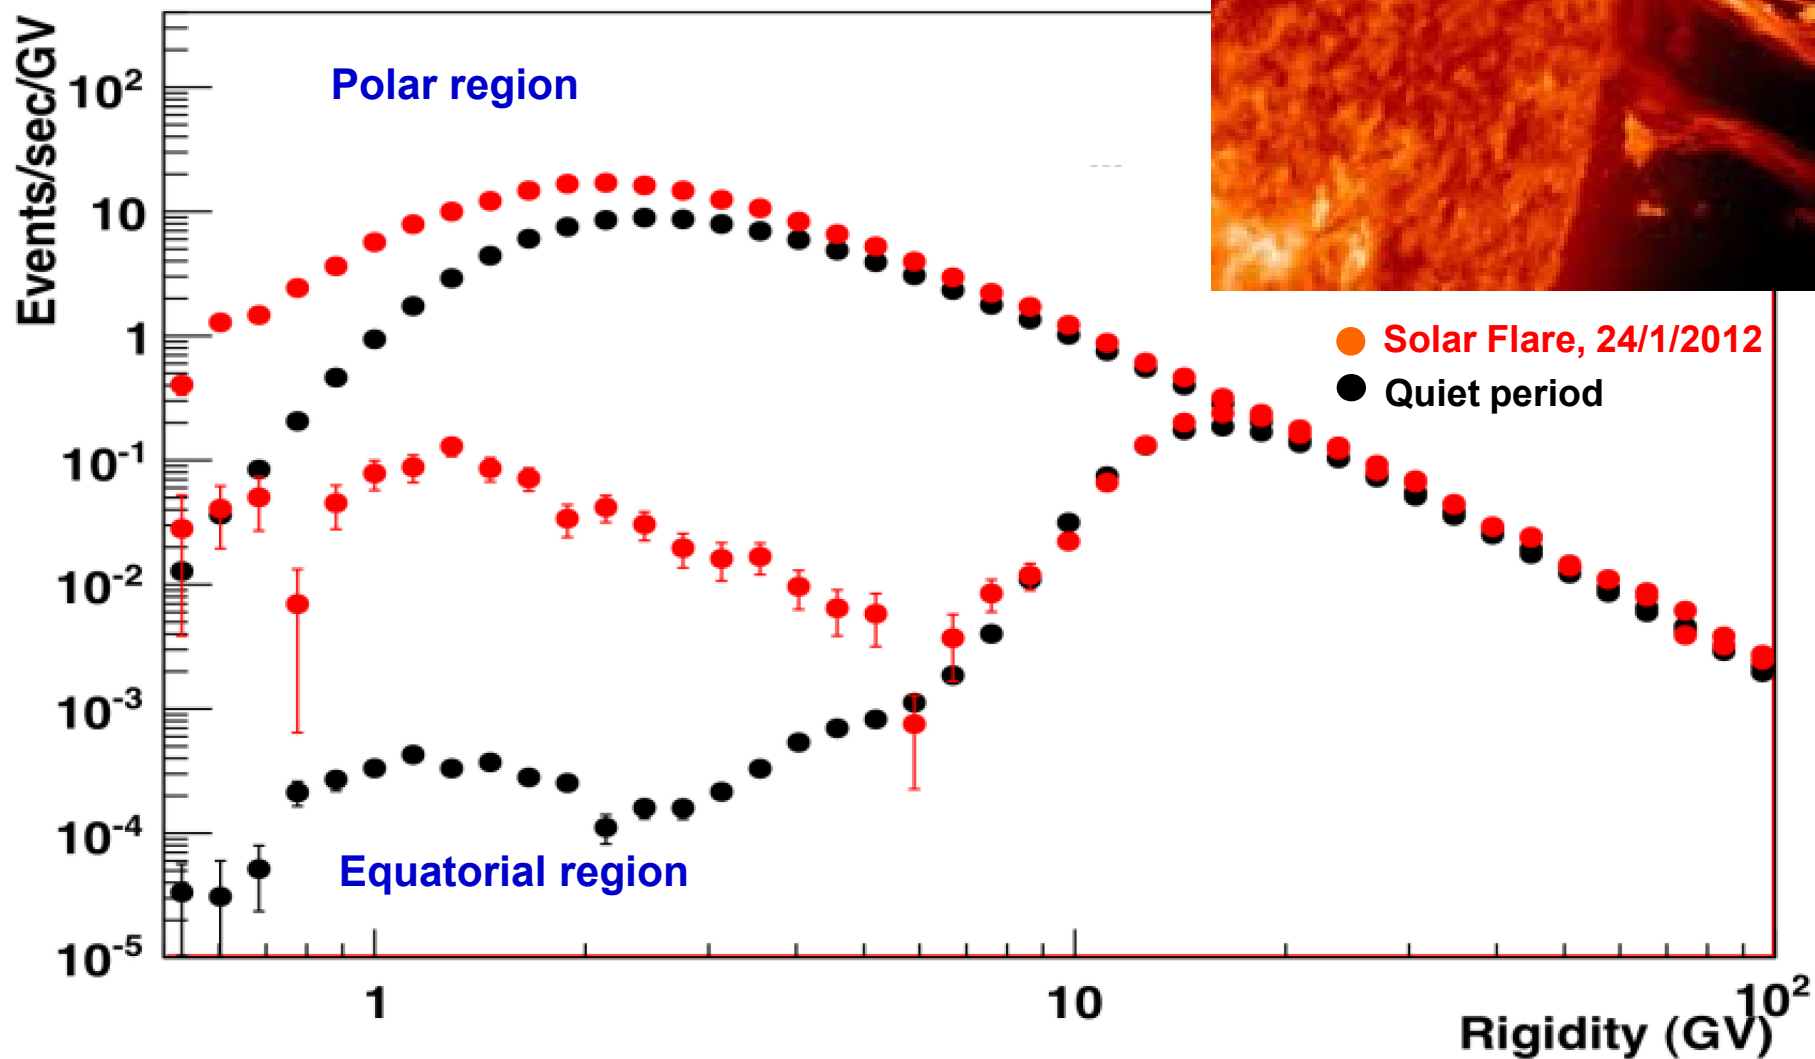 Events/sec/GV
10²
10
1
10⁻¹
10⁻²
10⁻³
10⁻⁴
10⁻⁵
Polar region
Solar Flare, 24/1/2012
Quiet period
Equatorial region
1
10
10²
Rigidity (GV)